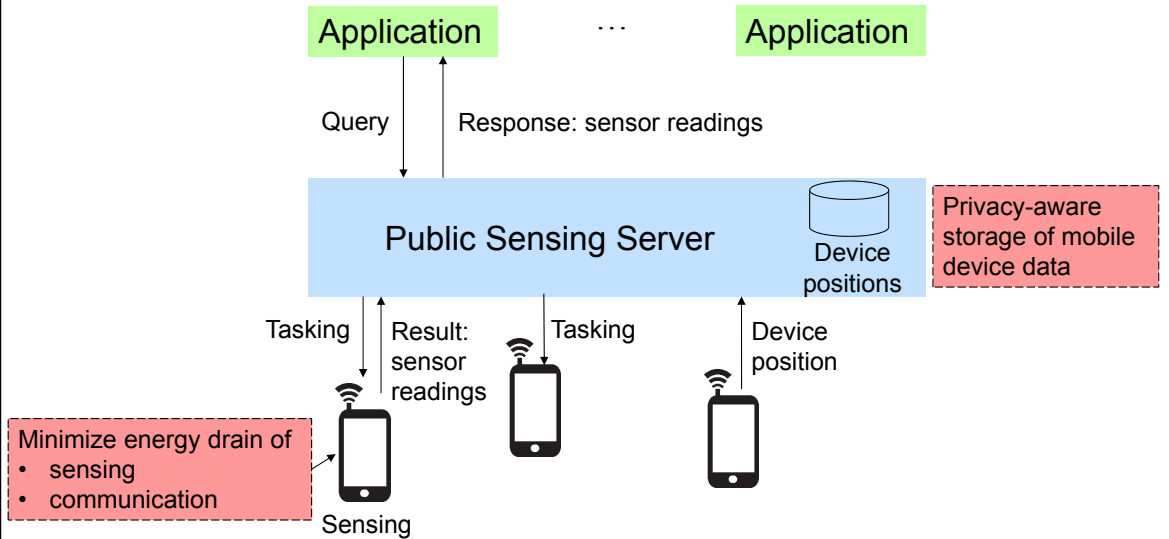 Application
...
Application
Query
Response: sensor readings
Public Sensing Server
Device
positions
Privacy-aware
storage of mobile
device data
Tasking
Result:
sensor
readings
Tasking
Device
position
Minimize energy drain of
• sensing
• communication
Sensing